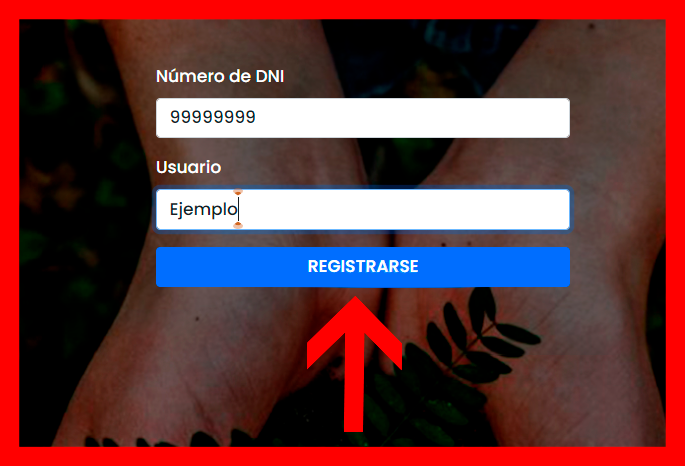 Número de DNI
99999999
Usuario
Ejemplo
REGISTRARSE